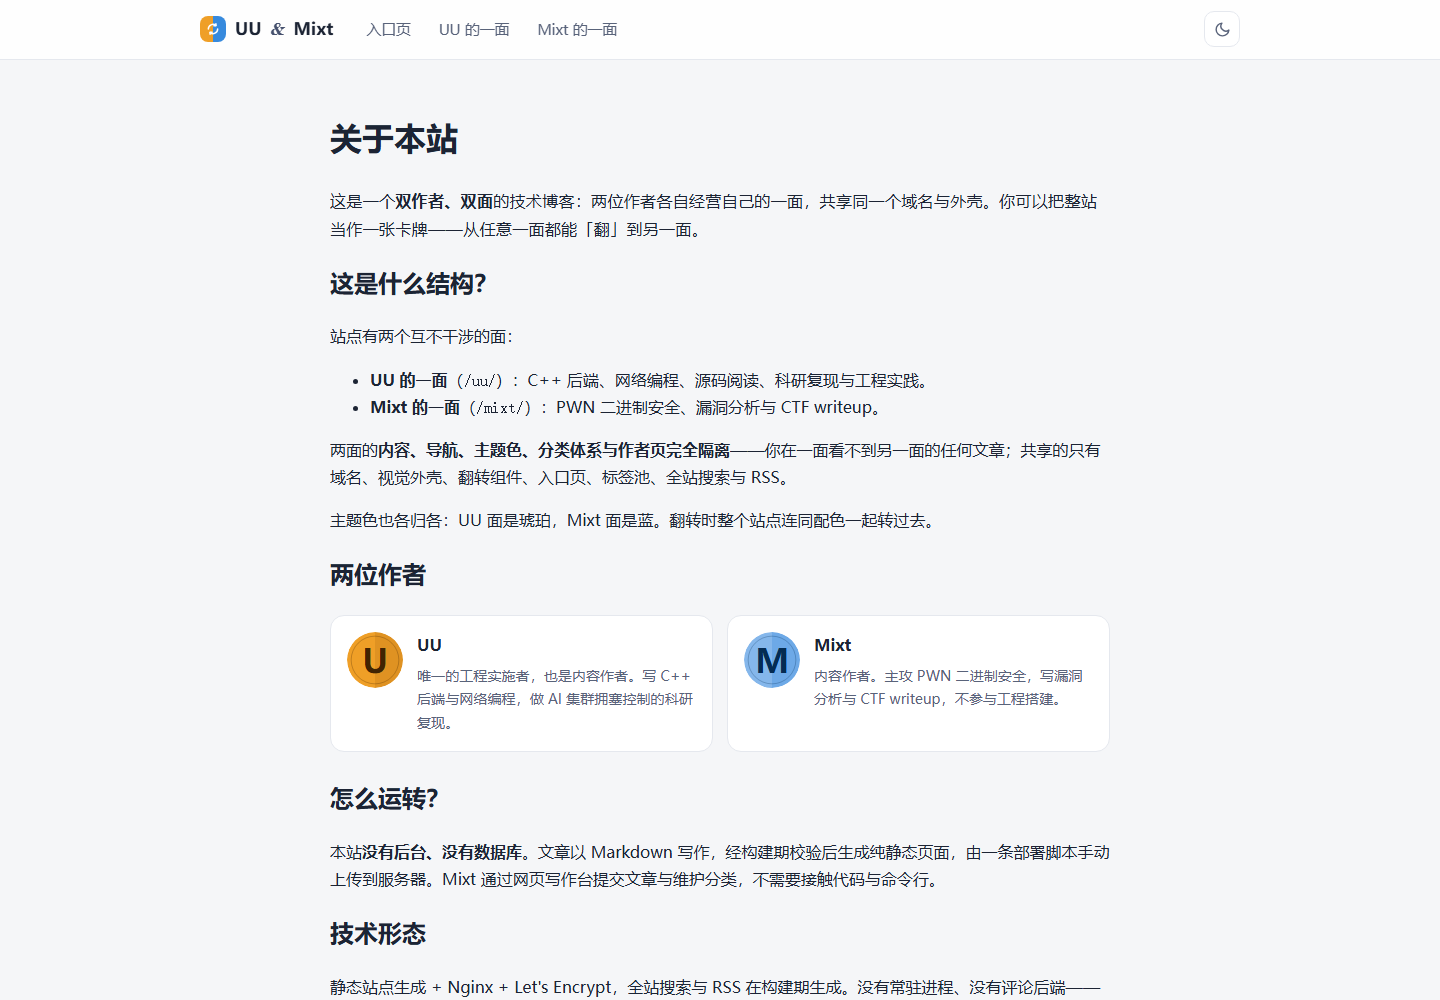 UU & Mixt 入口页 UU 的一面 Mixt 的一面
关于本站
这是一个双作者、双面的技术博客：两位作者各自经营自己的一面，共享同一个域名与外壳。你可以把整站
当作一张卡牌——从任意一面都能「翻」到另一面。
这是什么结构？
站点有两个互不干涉的面：
• UU 的一面（/uu/）：C++ 后端、网络编程、源码阅读、科研复现与工程实践。
• Mixt 的一面（/mixt/）：PWN 二进制安全、漏洞分析与 CTF writeup。
两面的内容、导航、主题色、分类体系与作者页完全隔离——你在一面看不到另一面的任何文章；共享的只有
域名、视觉外壳、翻转组件、入口页、标签池、全站搜索与 RSS。
主题色也各归各：UU 面是琥珀，Mixt 面是蓝。翻转时整个站点连同配色一起转过去。
两位作者
U
UU
唯一的工程实施者，也是内容作者。写 C++
后端与网络编程，做 AI 集群拥塞控制的科研
复现。
M
Mixt
内容作者。主攻 PWN 二进制安全，写漏洞
分析与 CTF writeup，不参与工程搭建。
怎么运转？
本站没有后台、没有数据库。文章以 Markdown 写作，经构建期校验后生成纯静态页面，由一条部署脚本手动
上传到服务器。Mixt 通过网页写作台提交文章与维护分类，不需要接触代码与命令行。
技术形态
静态站点生成 + Nginx + Let's Encrypt，全站搜索与 RSS 在构建期生成。没有常驻进程、没有评论后端——